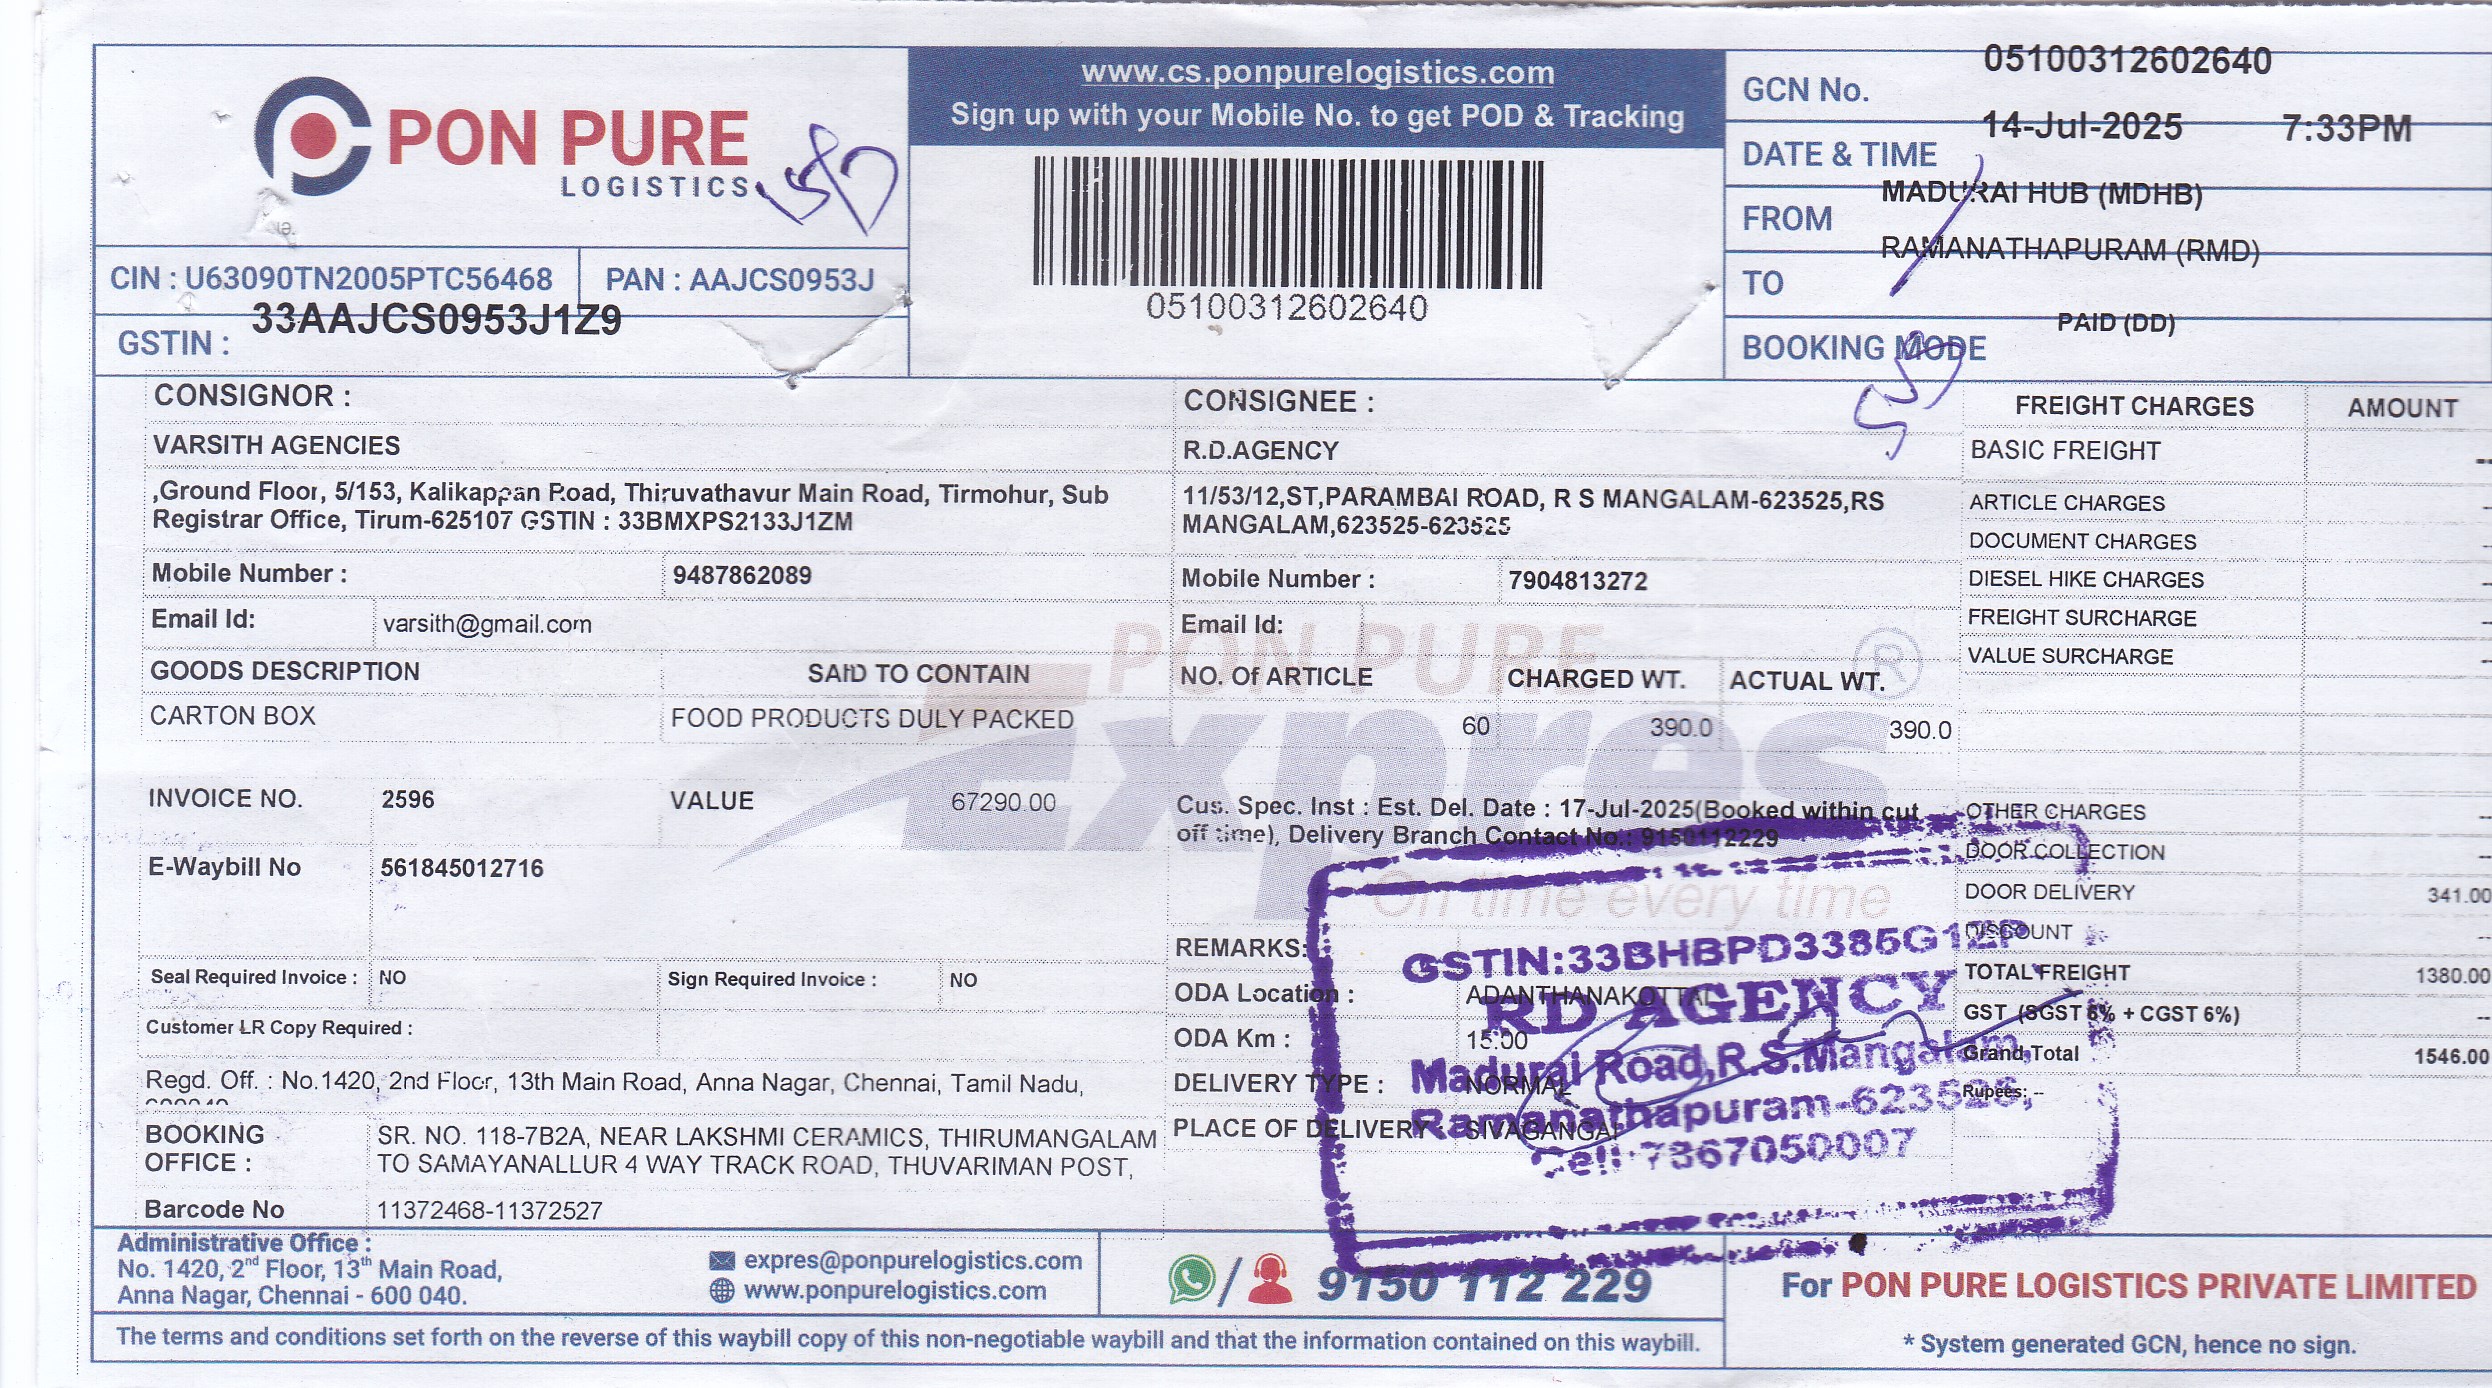 PON PURE
LOGISTICS
www.cs.ponpurelogistics.com
Sign up with your Mobile No. to get POD & Tracking
05100312602640
GCN No. 05100312602640
DATE & TIME 14-Jul-2025 7:33PM
FROM MADURAI HUB (MDHB)
TO RAMANATHAPURAM (RMD)
BOOKING MODE PAID (DD)
CIN : U63090TN2005PTC56468 PAN : AAJCS0953J
GSTIN : 33AAJCS0953J1Z9
CONSIGNOR :
VARSITH AGENCIES
,Ground Floor, 5/153, Kalikappan Road, Thiruvathavur Main Road, Tirmohur, Sub
Registrar Office, Tirum-625107 GSTIN : 33BMXPS2133J1ZM
Mobile Number : 9487862089
Email Id: varsith@gmail.com
CONSIGNEE :
R.D.AGENCY
11/53/12,ST,PARAMBAI ROAD, R S MANGALAM-623525,RS
MANGALAM,623525-623525
Mobile Number : 7904813272
Email Id:
FREIGHT CHARGES AMOUNT
BASIC FREIGHT --
ARTICLE CHARGES -
DOCUMENT CHARGES -
DIESEL HIKE CHARGES -
FREIGHT SURCHARGE -
VALUE SURCHARGE -
GOODS DESCRIPTION SAID TO CONTAIN NO. Of ARTICLE CHARGED WT. ACTUAL WT.
CARTON BOX FOOD PRODUCTS DULY PACKED 60 390.0 390.0
PON PURE
Expres ®
On time every time
INVOICE NO. 2596 VALUE 67290.00
E-Waybill No 561845012716
Cus. Spec. Inst : Est. Del. Date : 17-Jul-2025(Booked within cut
off time), Delivery Branch Contact No.: 9150112229
OTHER CHARGES --
DOOR COLLECTION --
DOOR DELIVERY 341.00
DISCOUNT --
TOTAL FREIGHT 1380.00
GST (SGST 6% + CGST 6%) --
Grand Total 1546.00
Rupees: --
Seal Required Invoice : NO Sign Required Invoice : NO
Customer LR Copy Required :
REMARKS:
ODA Location : ADANTHANAKOTTAI
ODA Km : 15.00
DELIVERY TYPE : NORMAL
PLACE OF DELIVERY SIVAGANGAI
GSTIN:33BHBPD3385G1ZP
RD AGENCY
Madurai Road,R.S.Mangalam,
Ramanathapuram-623525,
Cell:7367050007
Regd. Off. : No.1420, 2nd Floor, 13th Main Road, Anna Nagar, Chennai, Tamil Nadu,
BOOKING
OFFICE :
SR. NO. 118-7B2A, NEAR LAKSHMI CERAMICS, THIRUMANGALAM
TO SAMAYANALLUR 4 WAY TRACK ROAD, THUVARIMAN POST,
Barcode No 11372468-11372527
Administrative Office :
No. 1420, 2nd Floor, 13th Main Road,
Anna Nagar, Chennai - 600 040.
expres@ponpurelogistics.com
www.ponpurelogistics.com
/ 9150 112 229
For PON PURE LOGISTICS PRIVATE LIMITED
The terms and conditions set forth on the reverse of this waybill copy of this non-negotiable waybill and that the information contained on this waybill.
* System generated GCN, hence no sign.